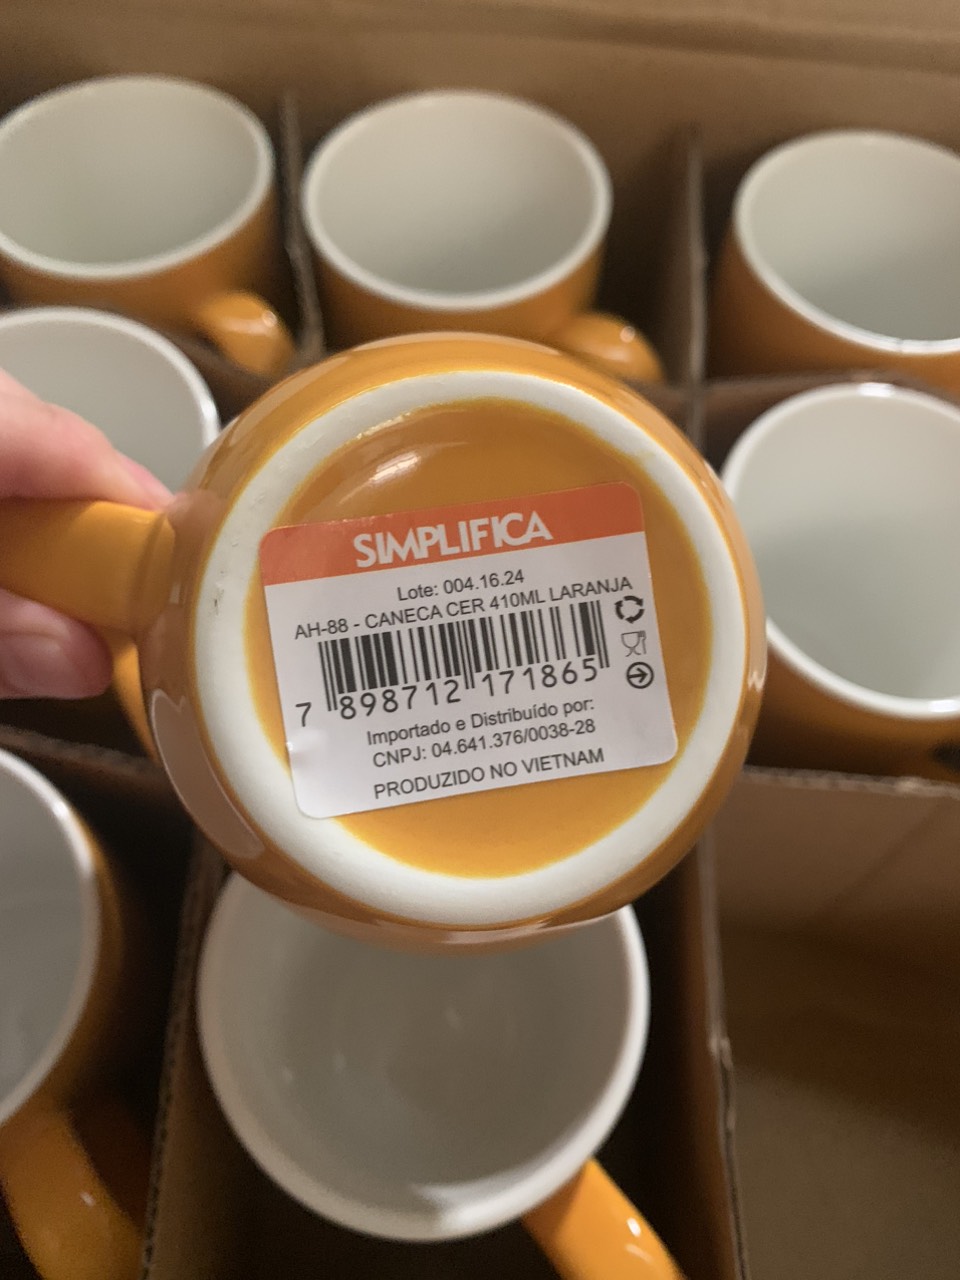 SIMPLIFICA
Lote: 004.16.24
AH-88 - CANECA CER 410ML LARANJA
7 898712 171865
Importado e Distribuído por:
CNPJ: 04.641.376/0038-28
PRODUZIDO NO VIETNAM